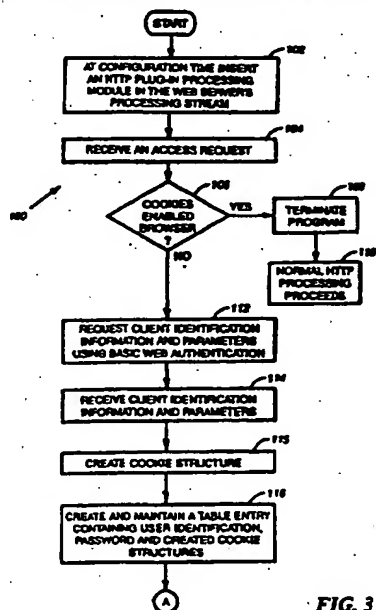 START
102
AT CONFIGURATION TIME INSERT
AN HTTP PLUG-IN PROCESSING
MODULE IN THE WEB SERVER'S
PROCESSING STREAM
104
RECEIVE AN ACCESS REQUEST
100
106
COOKIES
ENABLED
BROWSER
?
YES
NO
TERMINATE
PROGRAM
110
NORMAL HTTP
PROCESSING
PROCEEDS
112
REQUEST CLIENT IDENTIFICATION
INFORMATION AND PARAMETERS
USING BASIC WEB AUTHENTICATION
114
RECEIVE CLIENT IDENTIFICATION
INFORMATION AND PARAMETERS
115
CREATE COOKIE STRUCTURE
116
CREATE AND MAINTAIN A TABLE ENTRY
CONTAINING USER IDENTIFICATION,
PASSWORD AND CREATED COOKIE
STRUCTURES
A
FIG. 3